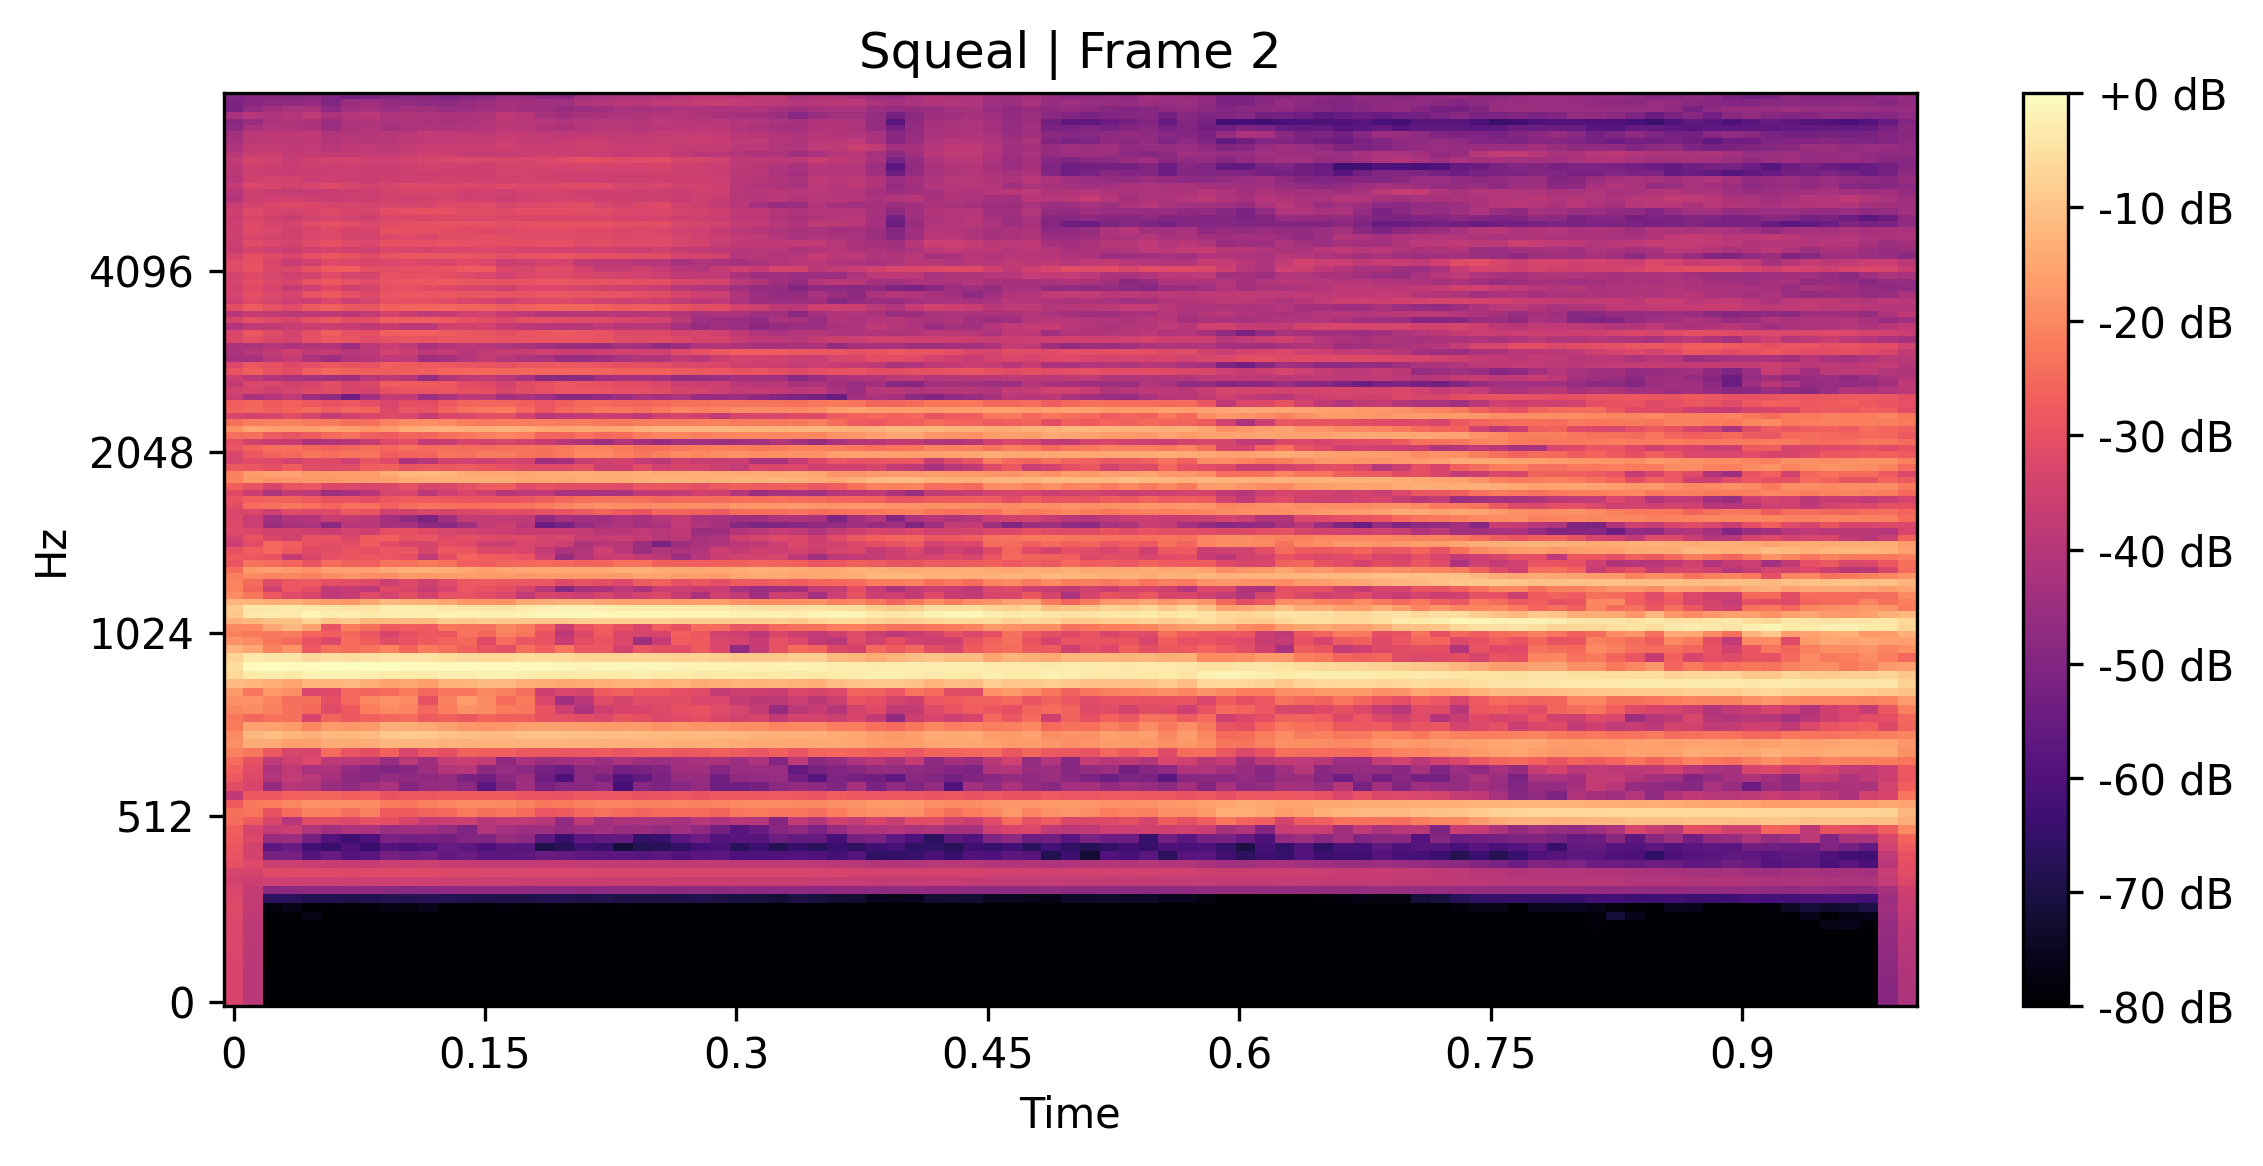 Squeal | Frame 2
Hz
4096
2048
1024
512
0
0 0.15 0.3 0.45 0.6 0.75 0.9
Time
+0 dB
-10 dB
-20 dB
-30 dB
-40 dB
-50 dB
-60 dB
-70 dB
-80 dB